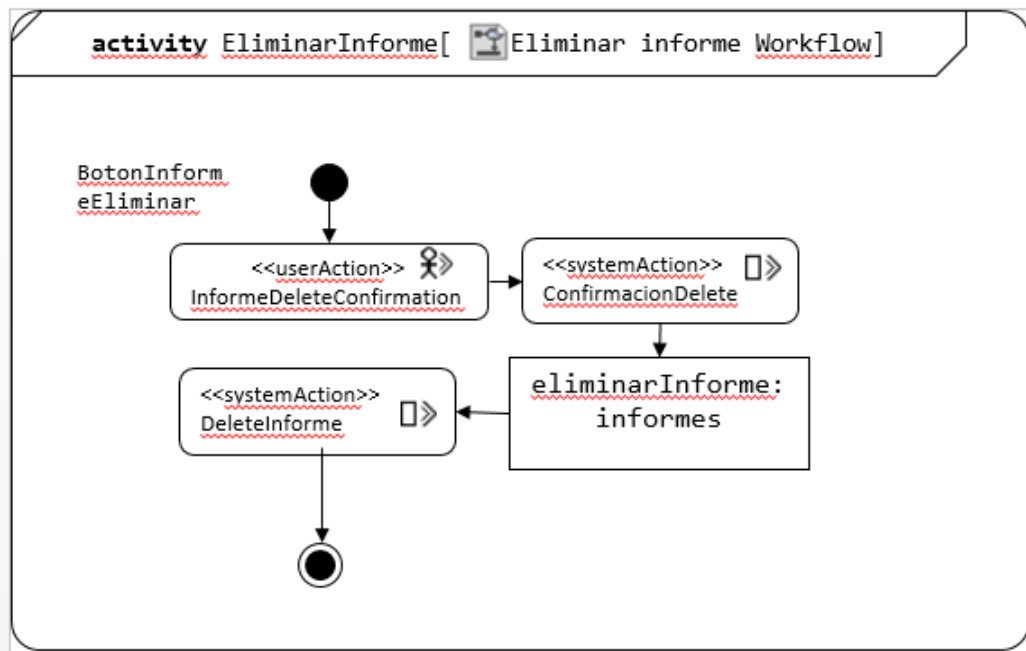 activity EliminarInforme[ Eliminar informe Workflow]
BotonInform
eEliminar
<<userAction>>
InformeDeleteConfirmation
<<systemAction>>
ConfirmacionDelete
eliminarInforme:
informes
<<systemAction>>
DeleteInforme